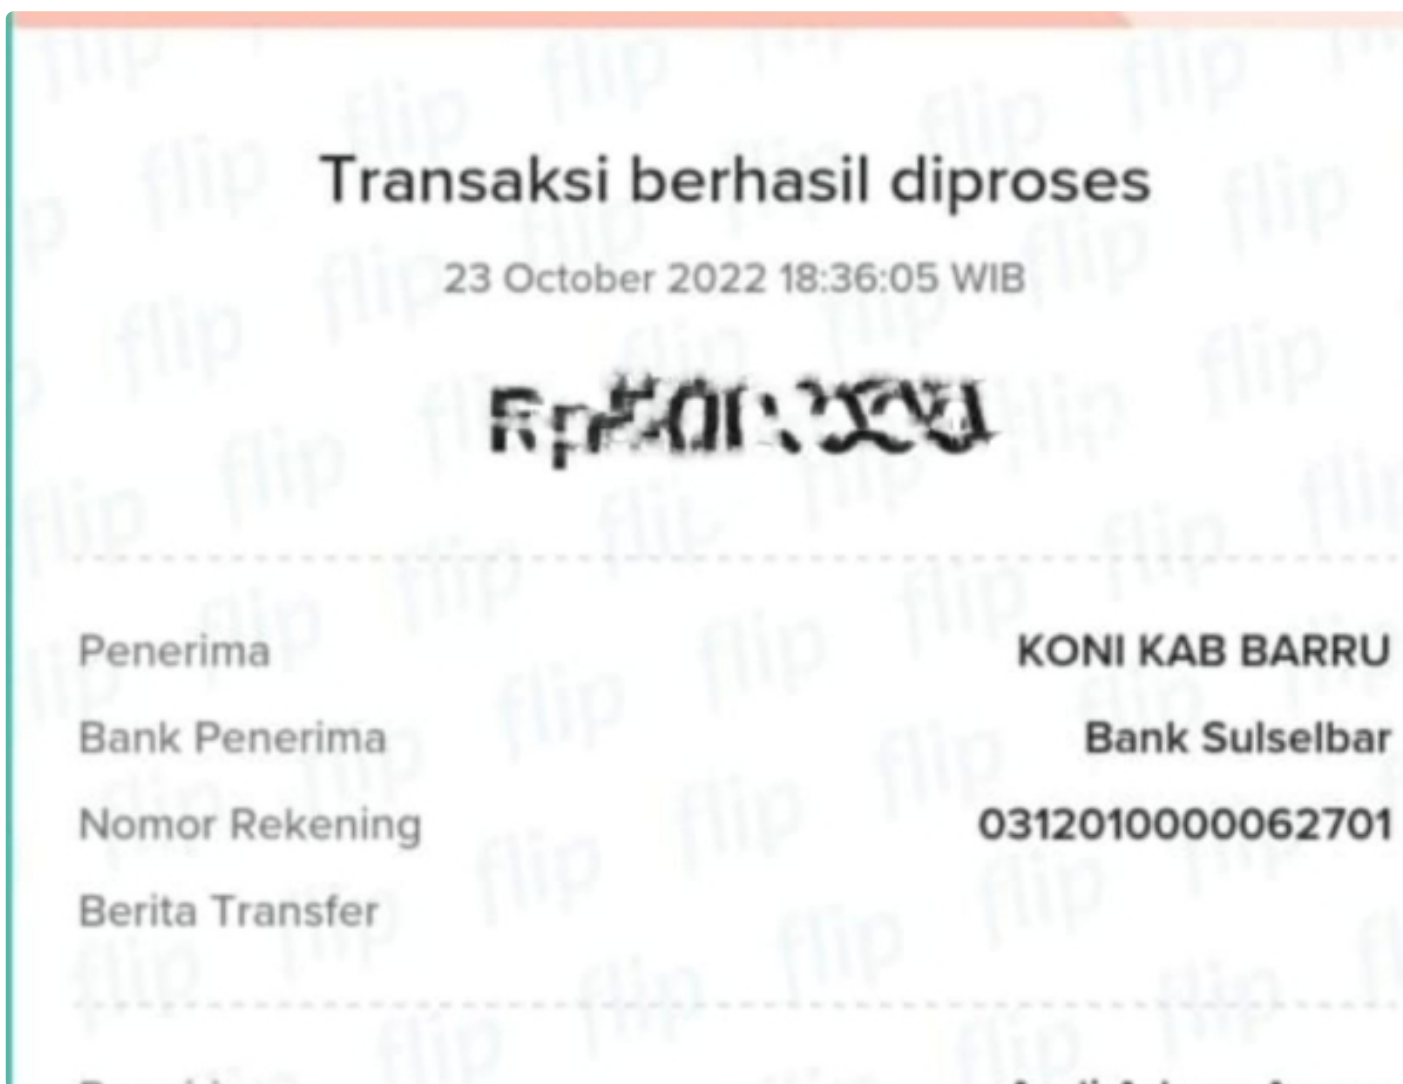 Transaksi berhasil diproses
23 October 2022 18:36:05 WIB
Penerima KONI KAB BARRU
Bank Penerima Bank Sulselbar
Nomor Rekening 0312010000062701
Berita Transfer
flip